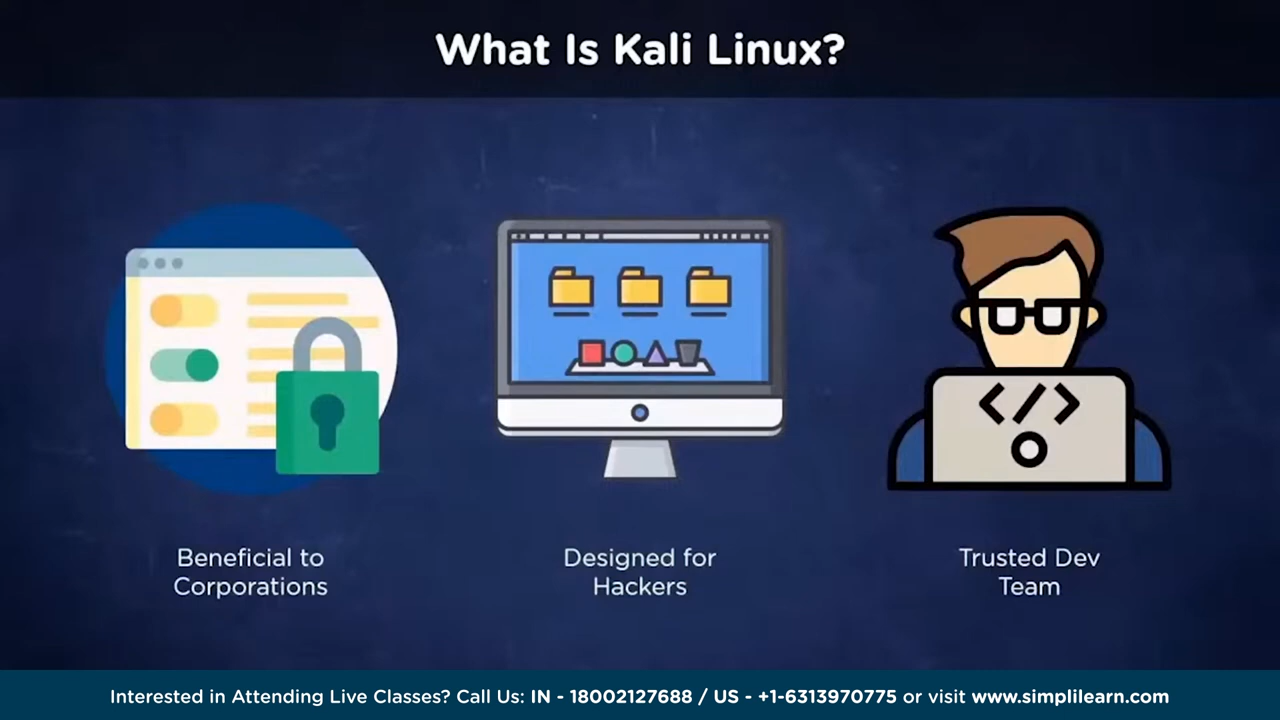 What Is Kali Linux?
Beneficial to
Corporations
Designed for
Hackers
Trusted Dev
Team
Interested in Attending Live Classes? Call Us: IN - 18002127688 / US - +1-6313970775 or visit www.simplilearn.com